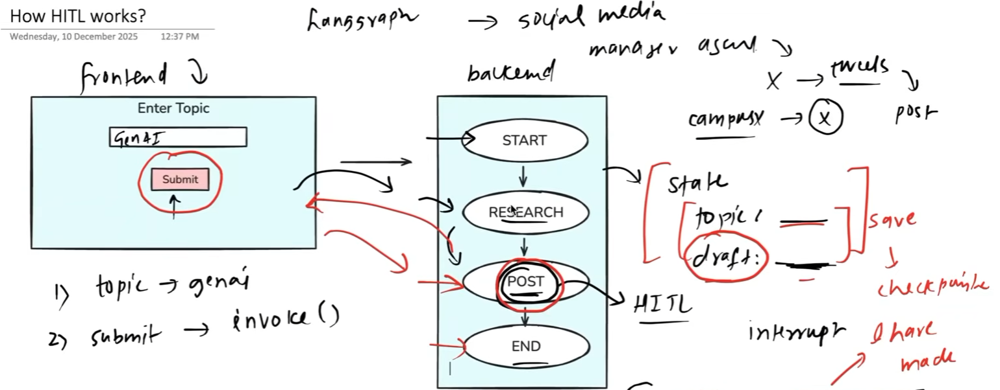 How HITL works?
Wednesday, 10 December 2025 12:37 PM
Langgraph → social media
manager agent
frontend
backend
X → tweets
post
campusx → X
Enter Topic
GenAI
Submit
START
RESEARCH
POST
END
state
topic:
draft:
save
checkpointer
HITL
interrupt
I have
made
1) topic → genai
2) submit → invoke()